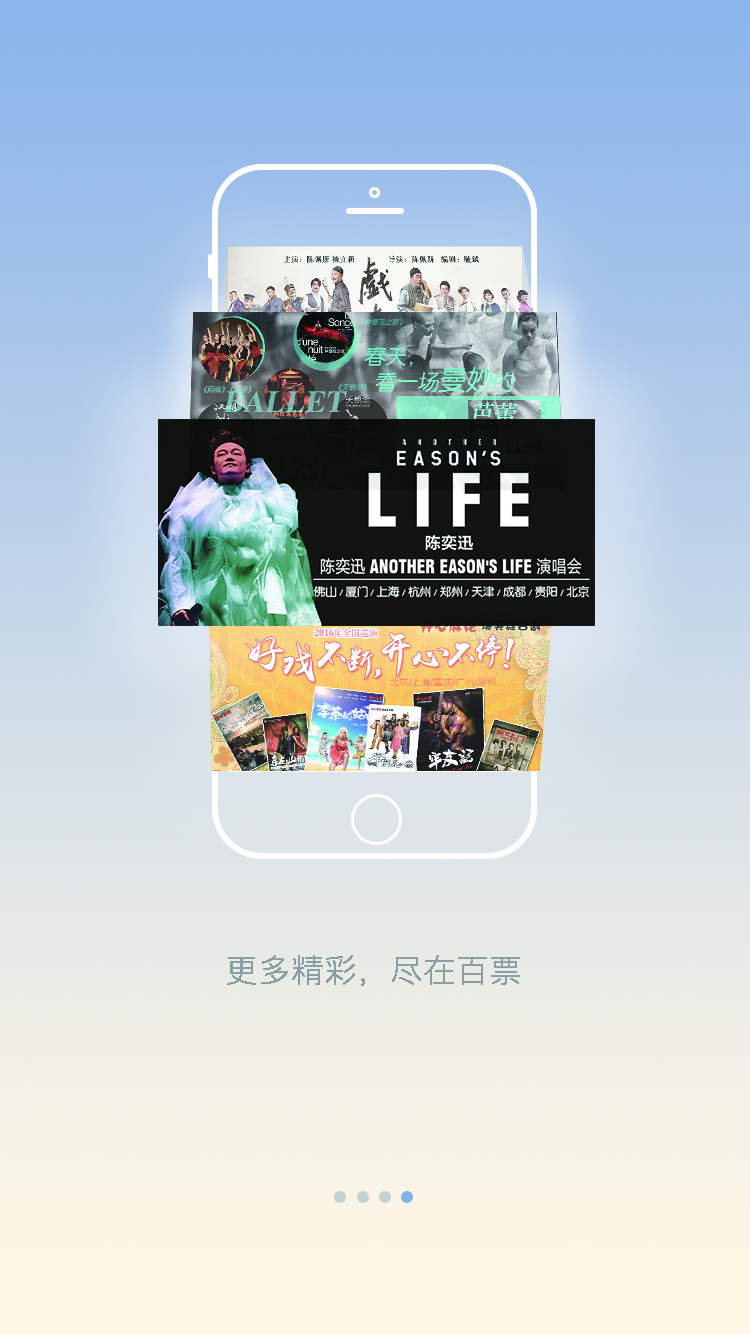 主演：陈佩斯 杨立新 导演：陈佩斯 编剧：毓钺
戲
Songe
d'une
nuit
été
春天，
看一场曼妙的
BALLET
芭蕾
ANOTHER
EASON'S
LIFE
陈奕迅
陈奕迅 ANOTHER EASON'S LIFE 演唱会
佛山 / 厦门 / 上海 / 杭州 / 郑州 / 天津 / 成都 / 贵阳 / 北京
2016年全国巡演
好戏不断,开心不停!
北京/上海/重庆/广州/深圳...
更多精彩，尽在百票